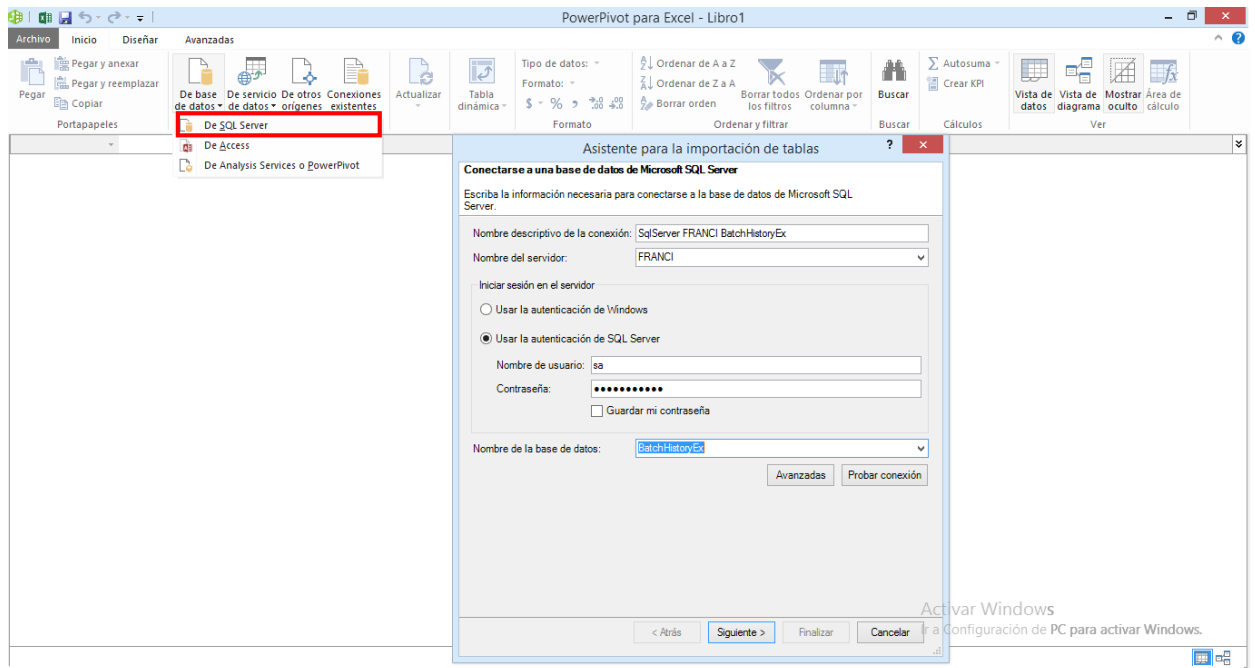 PowerPivot para Excel - Libro1
Archivo Inicio Diseñar Avanzadas
Pegar
Pegar y anexar
Pegar y reemplazar
Copiar
Portapapeles
De base de datos
De servicio de datos
De otros orígenes
Conexiones existentes
Actualizar
Tabla dinámica
Tipo de datos:
Formato:
$ % , .00 .00
Formato
Ordenar de A a Z
Ordenar de Z a A
Borrar orden
Borrar todos los filtros
Ordenar por columna
Ordenar y filtrar
Buscar
Buscar
Autosuma
Crear KPI
Cálculos
Vista de datos
Vista de diagrama
Mostrar oculto
Área de cálculo
Ver
De SQL Server
De Access
De Analysis Services o PowerPivot
Asistente para la importación de tablas
Conectarse a una base de datos de Microsoft SQL Server
Escriba la información necesaria para conectarse a la base de datos de Microsoft SQL
Server.
Nombre descriptivo de la conexión: SqlServer FRANCI BatchHistoryEx
Nombre del servidor: FRANCI
Iniciar sesión en el servidor
Usar la autenticación de Windows
Usar la autenticación de SQL Server
Nombre de usuario: sa
Contraseña: ●●●●●●●●●●●
Guardar mi contraseña
Nombre de la base de datos: BatchHistoryEx
Avanzadas Probar conexión
< Atrás Siguiente > Finalizar Cancelar
Activar Windows
Ir a Configuración de PC para activar Windows.